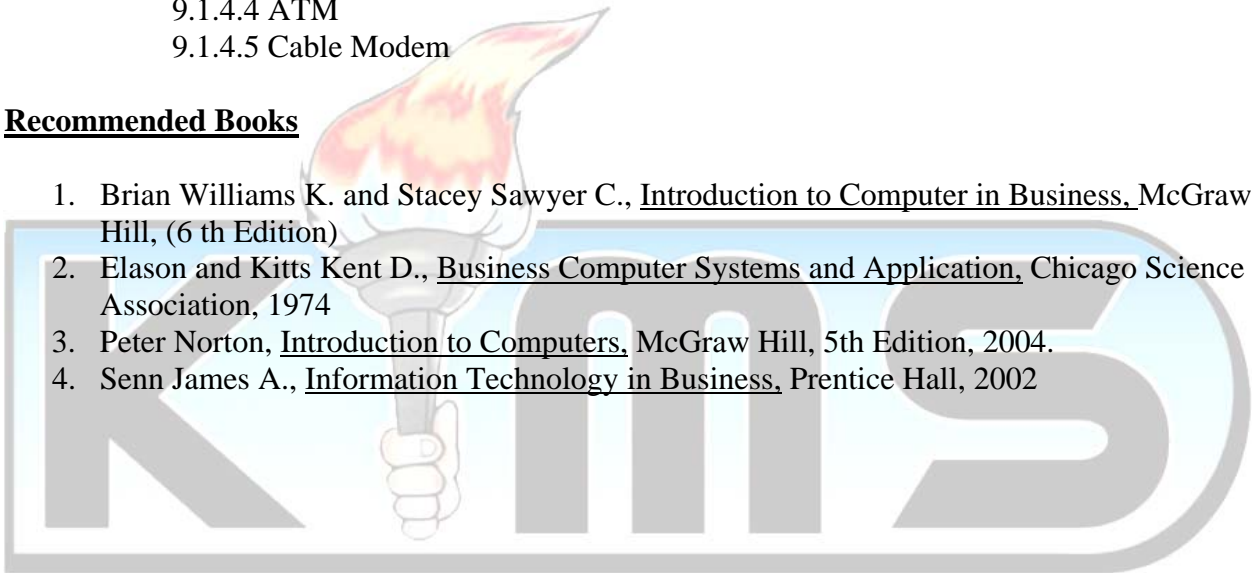 9.1.4.4 ATM
9.1.4.5 Cable Modem
Recommended Books
1. Brian Williams K. and Stacey Sawyer C., Introduction to Computer in Business, McGraw
Hill, (6 th Edition)
2. Elason and Kitts Kent D., Business Computer Systems and Application, Chicago Science
Association, 1974
3. Peter Norton, Introduction to Computers, McGraw Hill, 5th Edition, 2004.
4. Senn James A., Information Technology in Business, Prentice Hall, 2002
KIMS